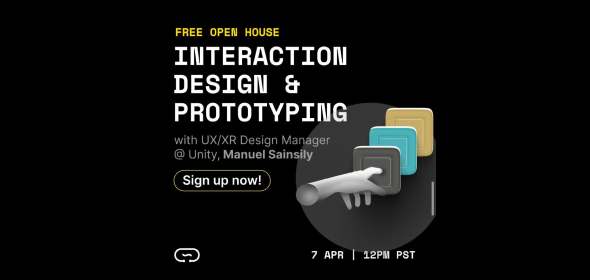 FREE OPEN HOUSE
INTERACTION
DESIGN &
PROTOTYPING
with UX/XR Design Manager
@ Unity, Manuel Sainsily
Sign up now!
7 APR | 12PM PST